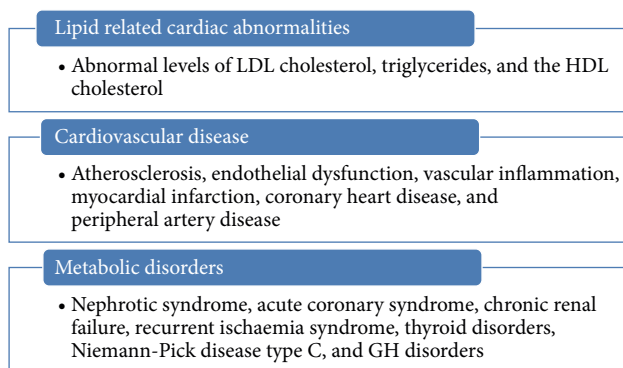 Lipid related cardiac abnormalities
• Abnormal levels of LDL cholesterol, triglycerides, and the HDL
cholesterol
Cardiovascular disease
• Atherosclerosis, endothelial dysfunction, vascular inflammation,
myocardial infarction, coronary heart disease, and
peripheral artery disease
Metabolic disorders
• Nephrotic syndrome, acute coronary syndrome, chronic renal
failure, recurrent ischaemia syndrome, thyroid disorders,
Niemann-Pick disease type C, and GH disorders